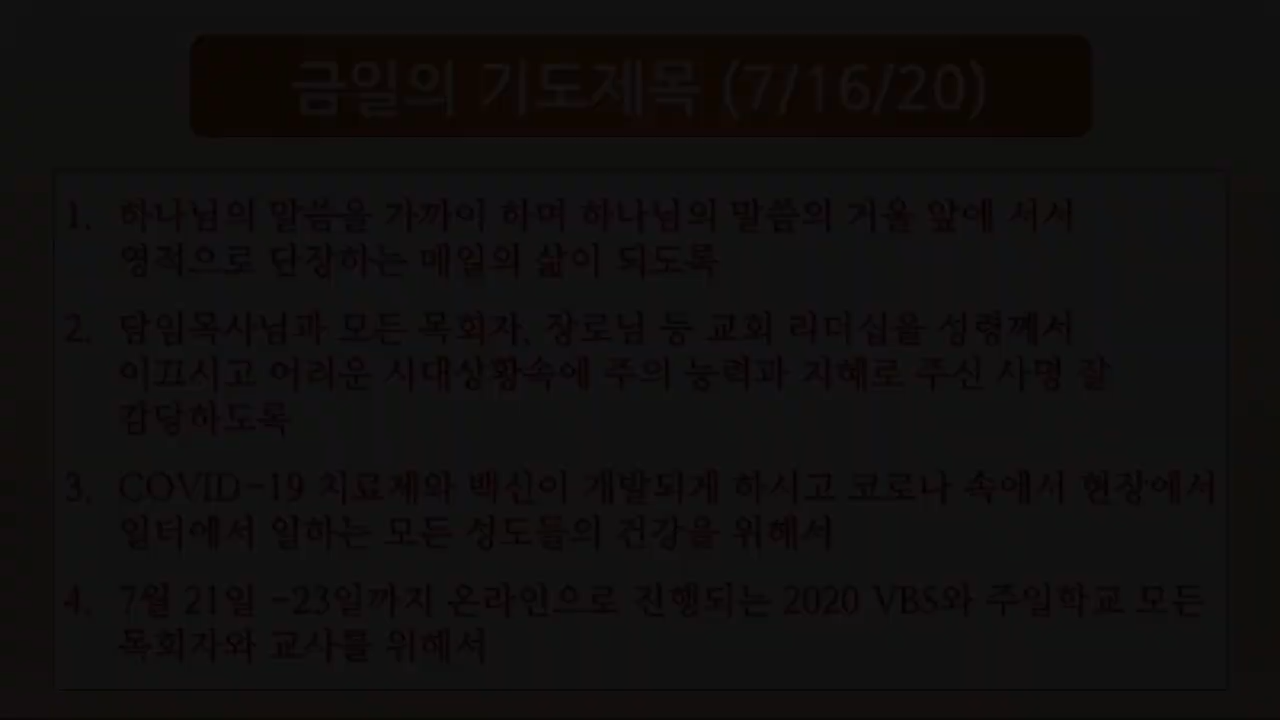 금일의 기도제목 (7/16/20)
1. 하나님의 말씀을 가까이 하며 하나님의 말씀의 거울 앞에 서서
영적으로 단장하는 매일의 삶이 되도록
2. 담임목사님과 모든 목회자, 장로님 등 교회 리더십을 성령께서
이끄시고 어려운 시대상황속에 주의 능력과 지혜로 주신 사명 잘
감당하도록
3. COVID-19 치료제와 백신이 개발되게 하시고 코로나 속에서 현장에서
일터에서 일하는 모든 성도들의 건강을 위해서
4. 7월 21일 -23일까지 온라인으로 진행되는 2020 VBS와 주일학교 모든
목회자와 교사를 위해서